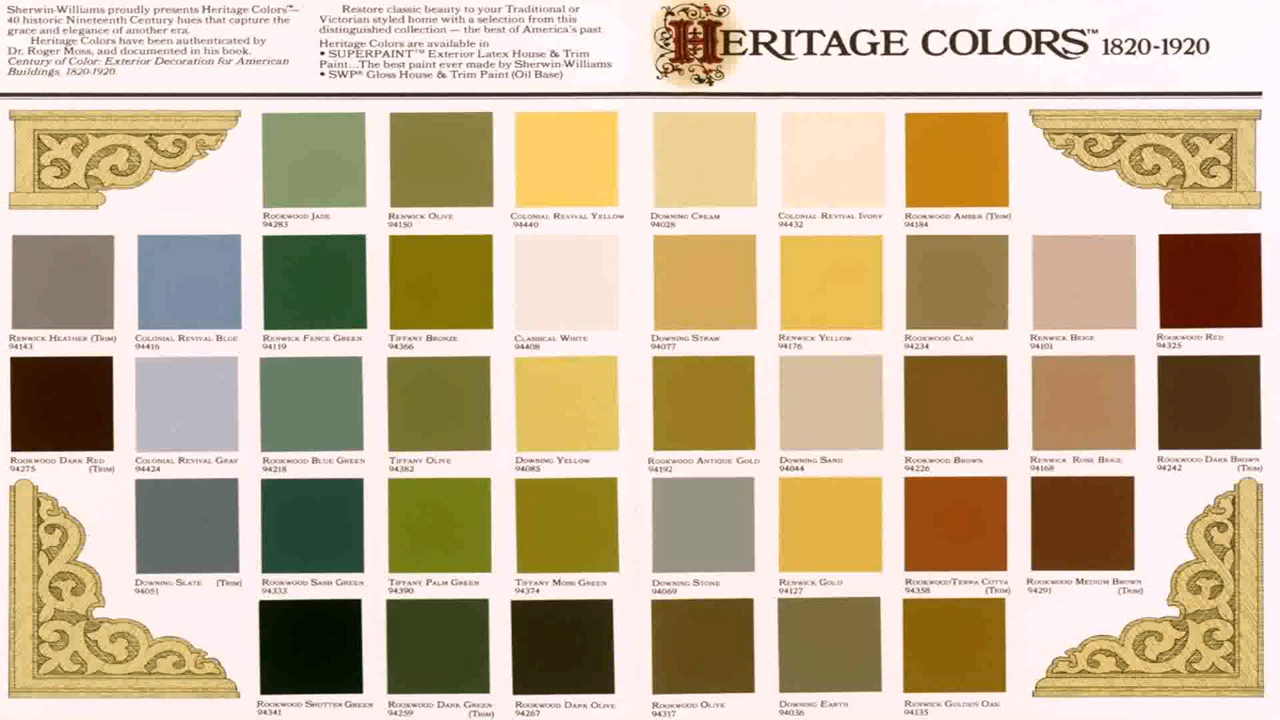 Sherwin-Williams proudly presents Heritage Colors™—
40 historic Nineteenth Century hues that capture the
grace and elegance of another era.
Heritage Colors have been authenticated by
Dr. Roger Moss, and documented in his book,
Century of Color: Exterior Decoration for American
Buildings, 1820-1920.
Restore classic beauty to your Traditional or
Victorian styled home with a selection from this
distinguished collection — the best of America's past
Heritage Colors are available in
• SUPERPAINT™ Exterior Latex House & Trim
Paint...The best paint ever made by Sherwin-Williams
• SWP® Gloss House & Trim Paint (Oil Base)
HERITAGE COLORS™ 1820-1920
Rookwood Jade
94283
Renwick Olive
94150
Colonial Revival Yellow
94440
Downing Cream
94028
Colonial Revival Ivory
94432
Rookwood Amber (Trim)
94184
Renwick Heather (Trim)
94143
Colonial Revival Blue
94416
Renwick Fence Green
94119
Tiffany Bronze
94366
Classical White
94408
Downing Straw
94077
Renwick Yellow
94176
Rookwood Clay
94234
Renwick Beige
94101
Rookwood Red
94325
Rookwood Dark Red
94275 (Trim)
Colonial Revival Gray
94424
Rookwood Blue Green
94218
Tiffany Olive
94382
Downing Yellow
94085
Rookwood Antique Gold
94192
Downing Sand
94044
Rookwood Brown
94226
Renwick Rose Beige
94168
Rookwood Dark Brown
94242 (Trim)
Downing Slate (Trim)
94051
Rookwood Sash Green
94333
Tiffany Palm Green
94390
Tiffany Moss Green
94374
Downing Stone
94069
Renwick Gold
94127
Rookwood Terra Cotta
94358 (Trim)
Rookwood Medium Brown
94291 (Trim)
Rookwood Shutter Green
94341
Rookwood Dark Green
94259 (Trim)
Rookwood Dark Olive
94267
Rookwood Olive
94317
Downing Earth
94036
Renwick Golden Oak
94135